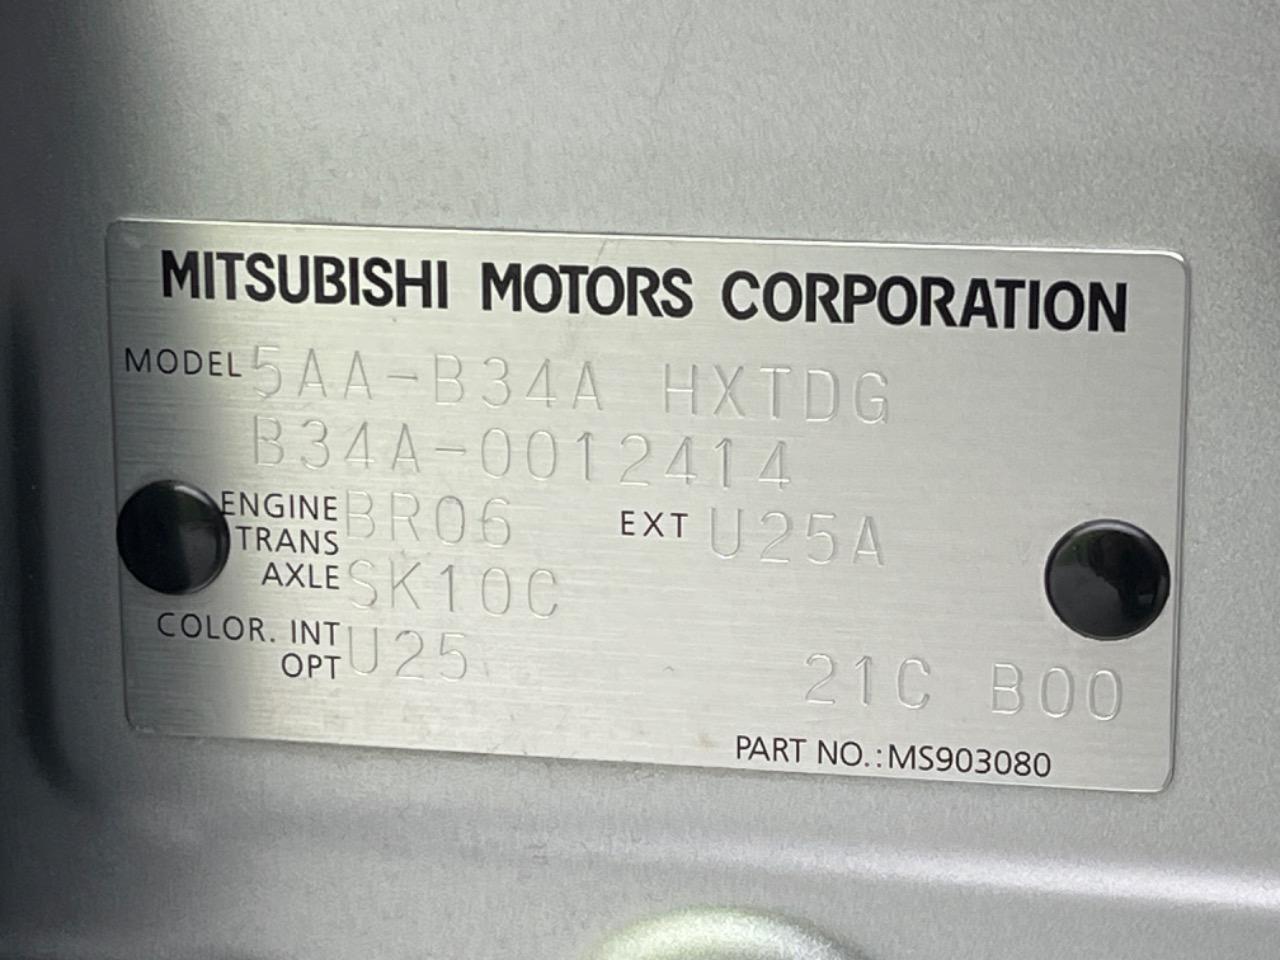 MITSUBISHI MOTORS CORPORATION
MODEL 5AA-B34A HXTDG
B34A-0012414
ENGINE BR06 EXT U25A
TRANS
AXLE SK10C
COLOR. INT U25
OPT 21C B00
PART NO.:MS903080